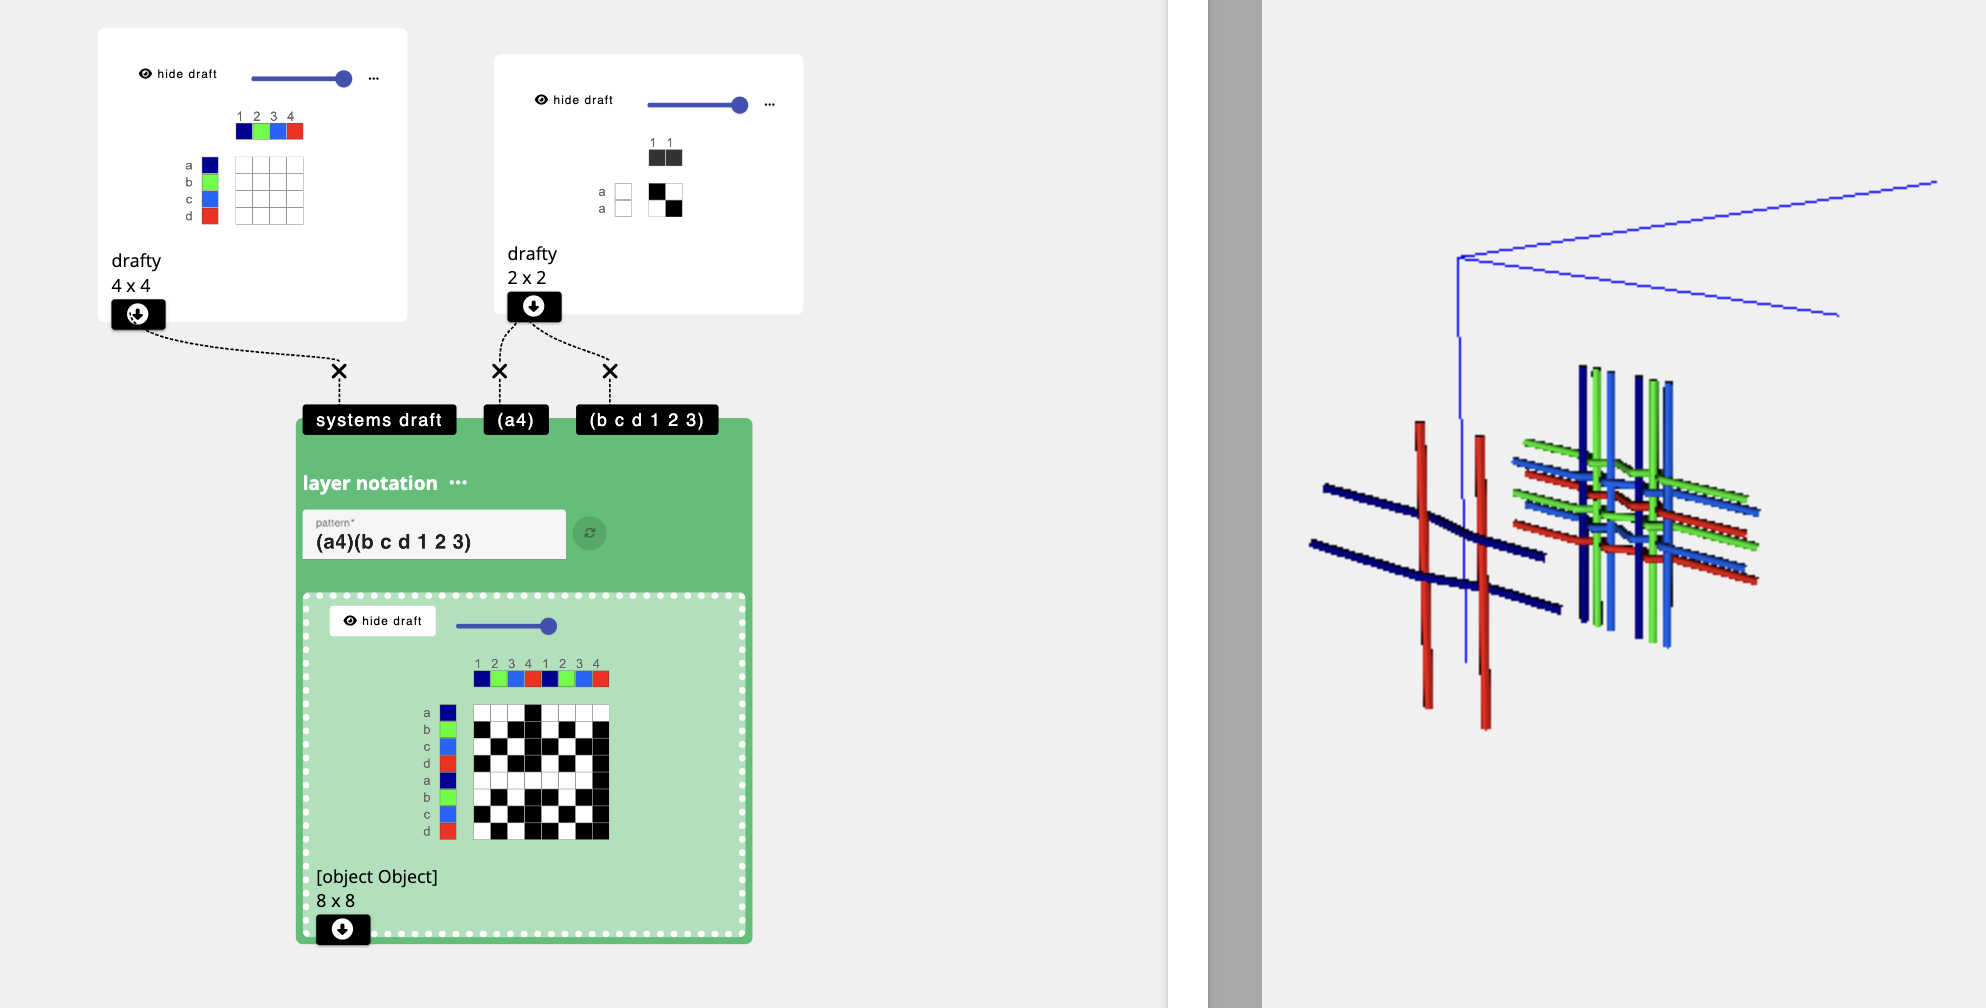 hide draft
...
1 2 3 4
a
b
c
d
drafty
4 x 4
hide draft
...
1 1
a
a
drafty
2 x 2
systems draft
(a4)
(b c d 1 2 3)
layer notation ...
pattern*
(a4)(b c d 1 2 3)
hide draft
1 2 3 4 1 2 3 4
a
b
c
d
a
b
c
d
[object Object]
8 x 8